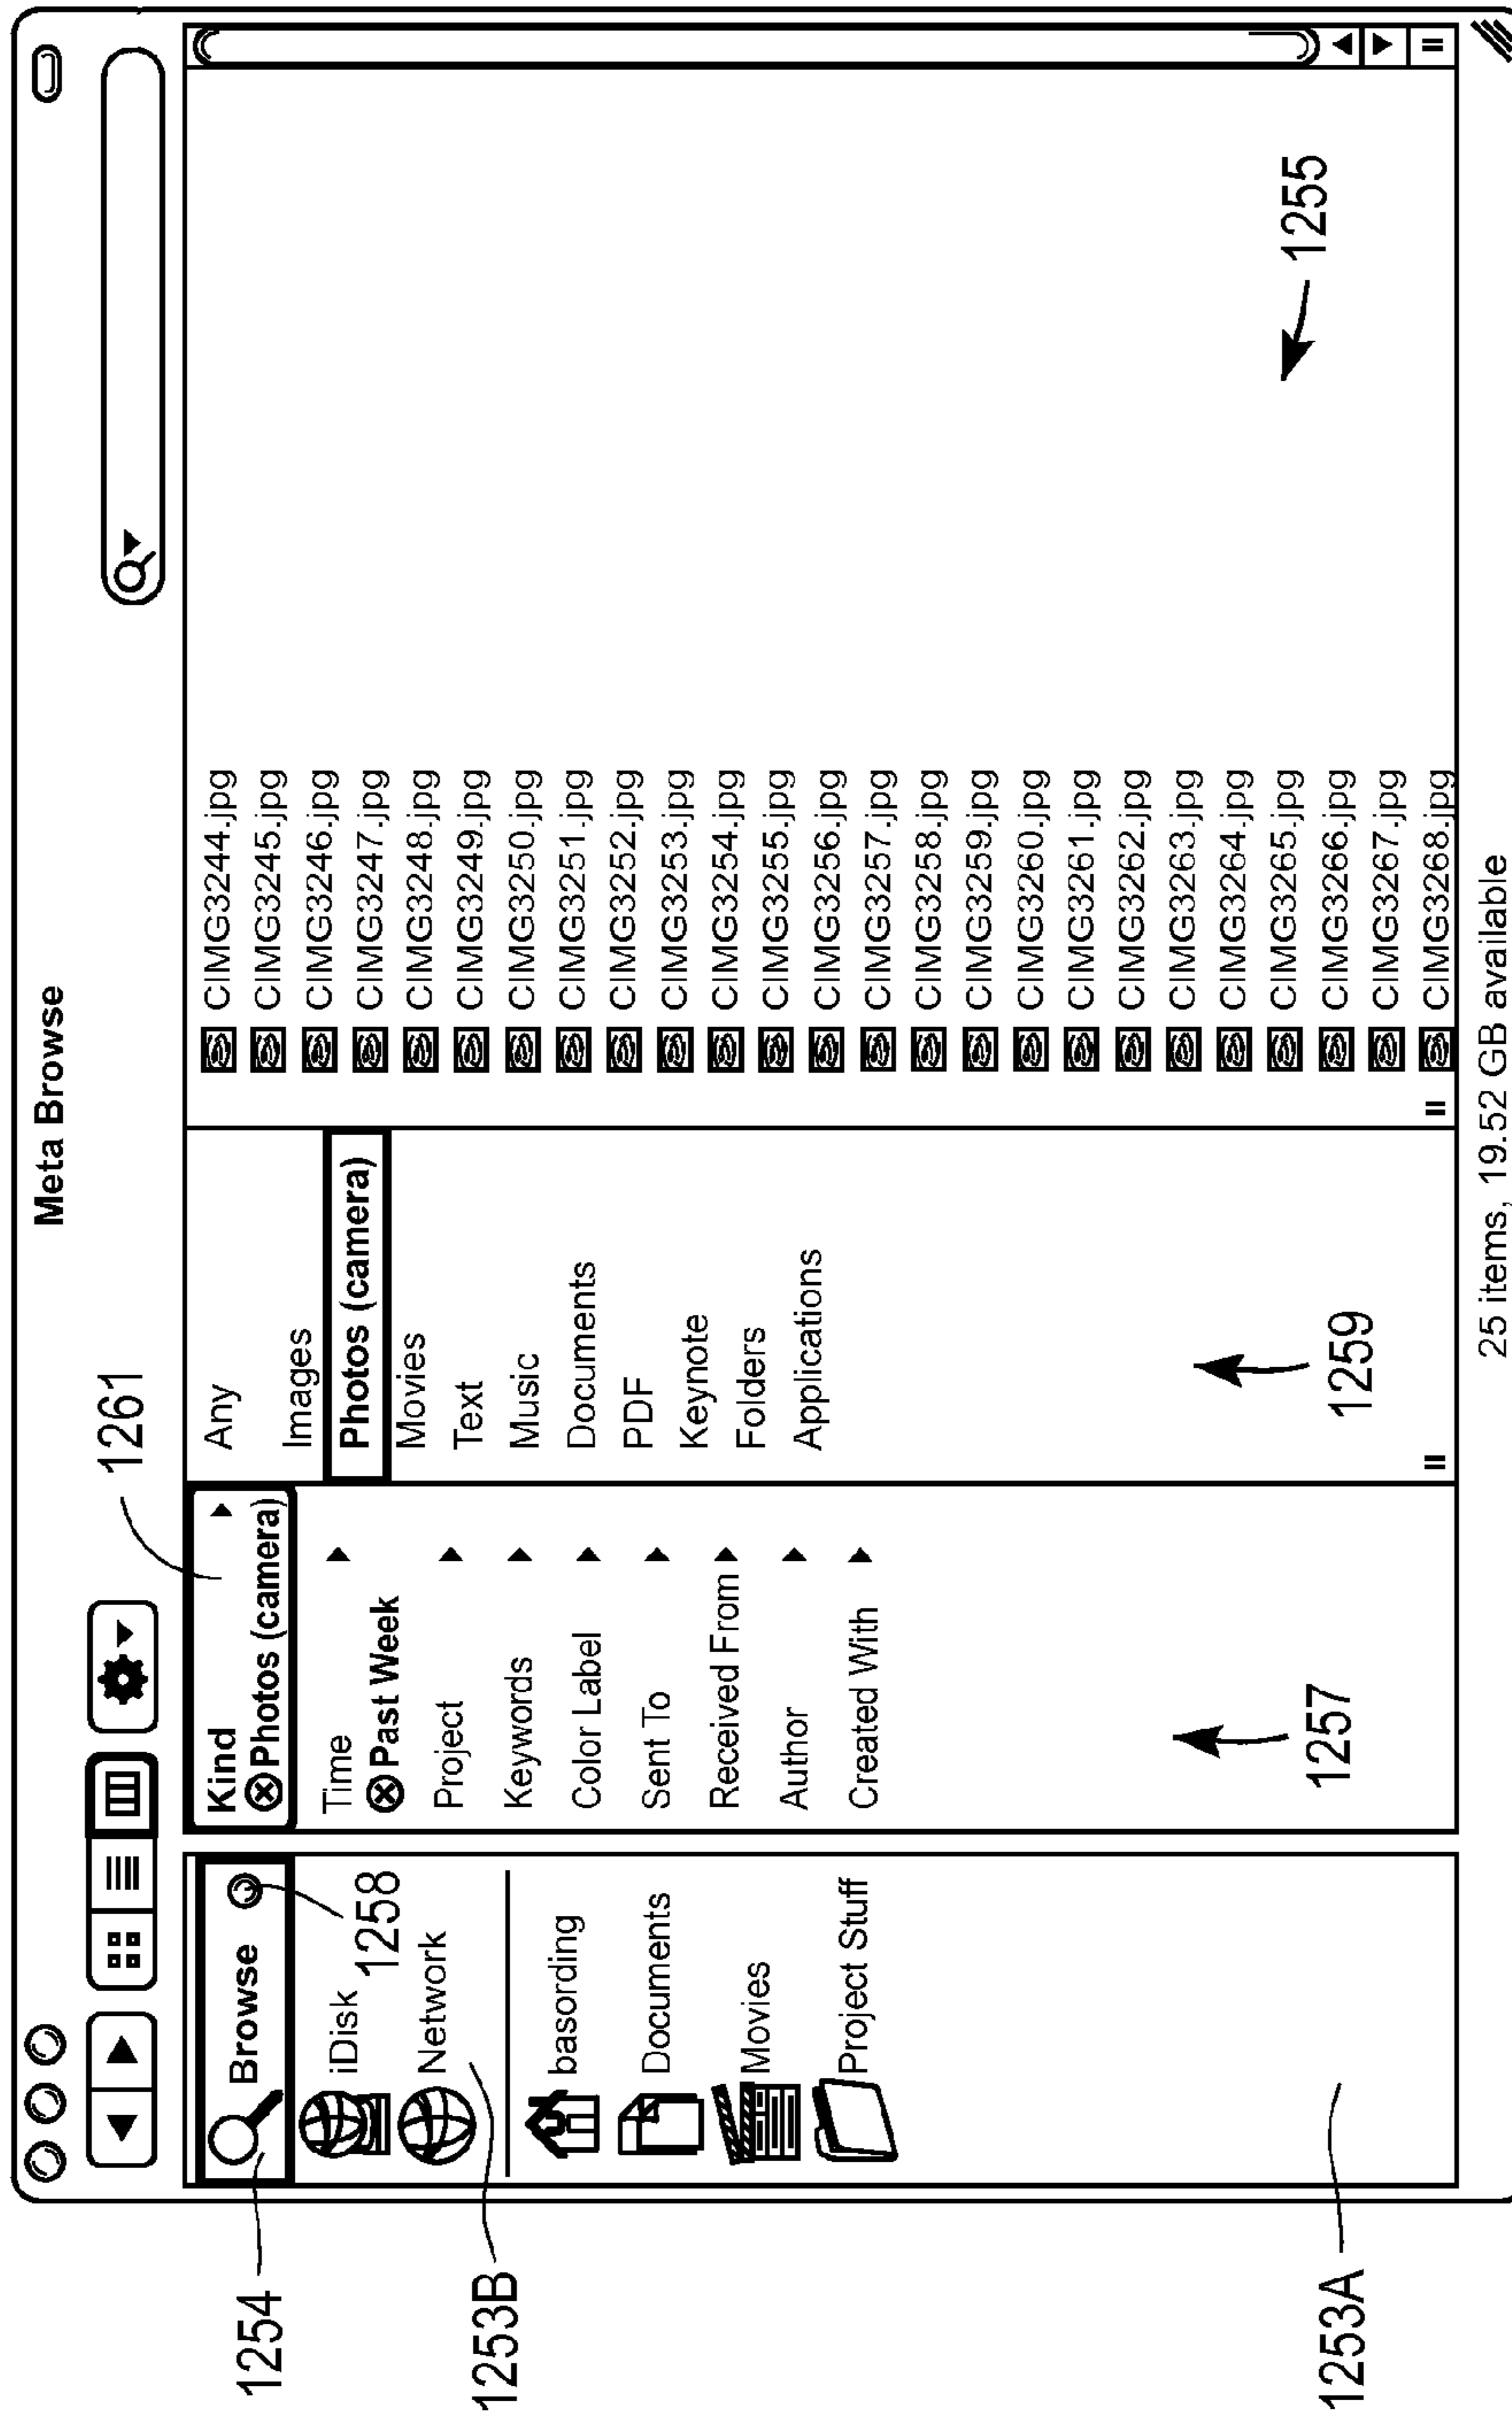 Meta Browse
1261
Browse
1258
iDisk
Network
basording
Documents
Movies
Project Stuff
1254
1253B
1253A
Kind
Photos (camera)
Time
Past Week
Project
Keywords
Color Label
Sent To
Received From
Author
Created With
1257
Any
Images
Photos (camera)
Movies
Text
Music
Documents
PDF
Keynote
Folders
Applications
1259
CIMG3244.jpg
CIMG3245.jpg
CIMG3246.jpg
CIMG3247.jpg
CIMG3248.jpg
CIMG3249.jpg
CIMG3250.jpg
CIMG3251.jpg
CIMG3252.jpg
CIMG3253.jpg
CIMG3254.jpg
CIMG3255.jpg
CIMG3256.jpg
CIMG3257.jpg
CIMG3258.jpg
CIMG3259.jpg
CIMG3260.jpg
CIMG3261.jpg
CIMG3262.jpg
CIMG3263.jpg
CIMG3264.jpg
CIMG3265.jpg
CIMG3266.jpg
CIMG3267.jpg
CIMG3268.jpg
1255
25 items, 19.52 GB available